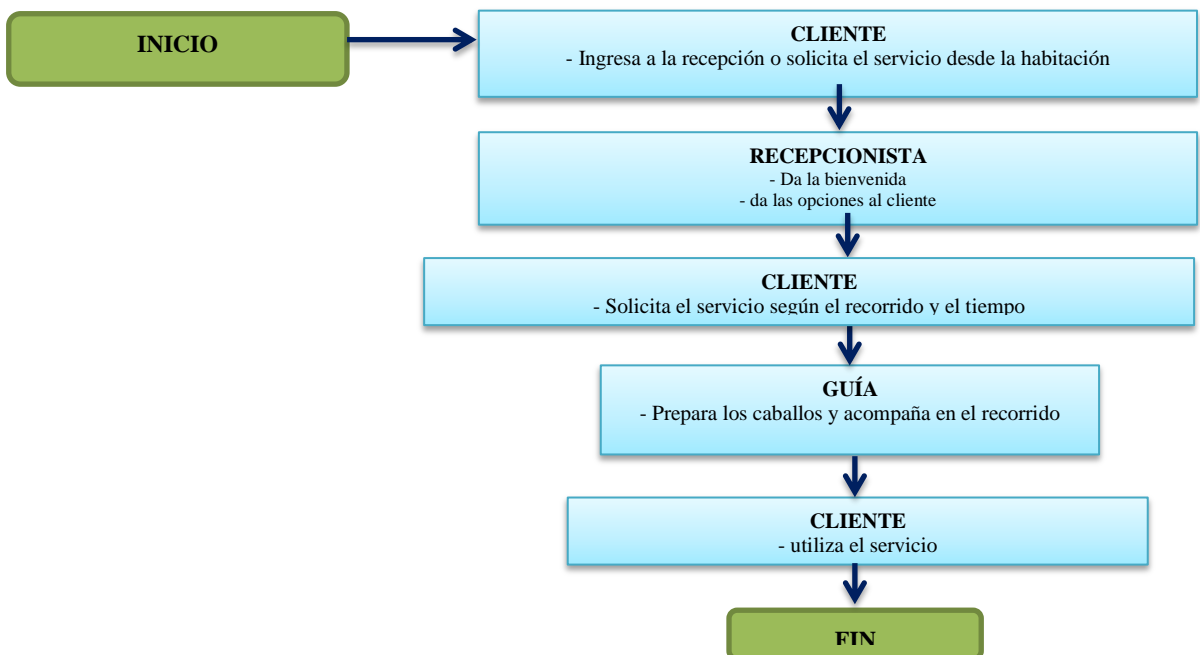 INICIO
CLIENTE
- Ingresa a la recepción o solicita el servicio desde la habitación
RECEPCIONISTA
- Da la bienvenida
- da las opciones al cliente
CLIENTE
- Solicita el servicio según el recorrido y el tiempo
GUÍA
- Prepara los caballos y acompaña en el recorrido
CLIENTE
- utiliza el servicio
FIN